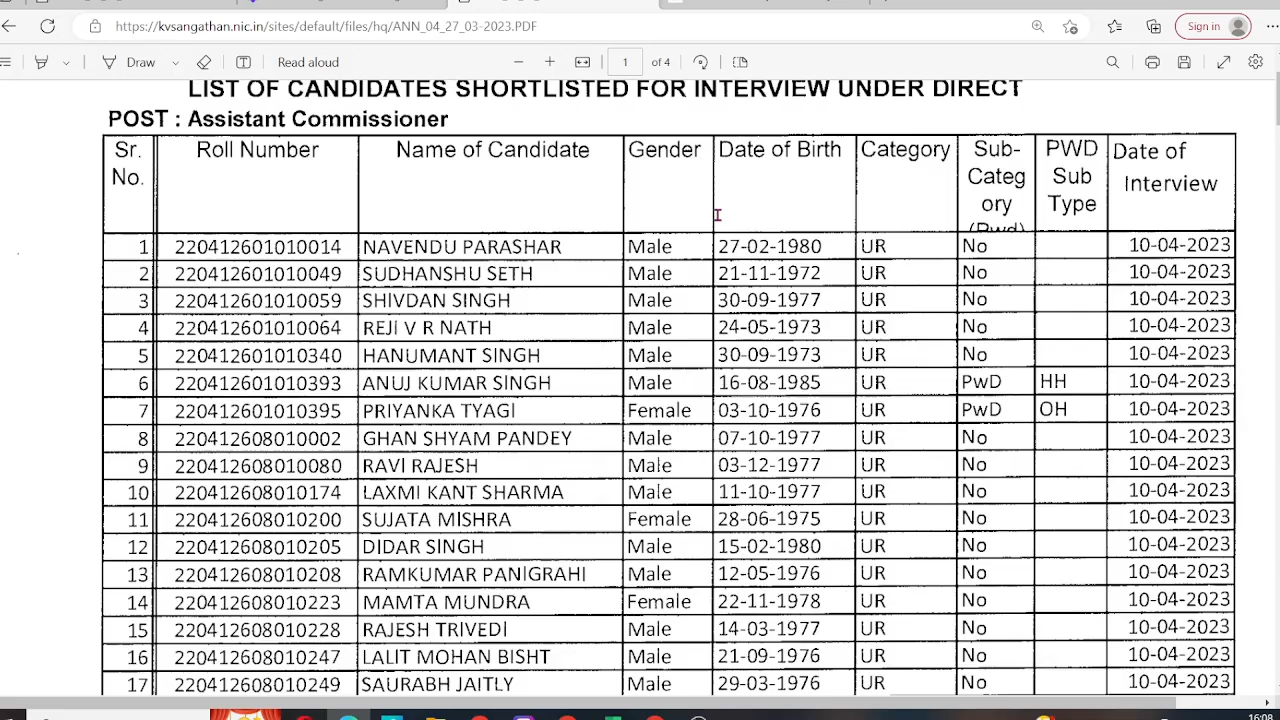 https://kvsangathan.nic.in/sites/default/files/hq/ANN_04_27_03-2023.PDF
Sign in
Draw
Read aloud
1 of 4
LIST OF CANDIDATES SHORTLISTED FOR INTERVIEW UNDER DIRECT
POST : Assistant Commissioner
Sr. No. Roll Number Name of Candidate Gender Date of Birth Category Sub-Category (Pwd) PWD Sub Type Date of Interview
1 220412601010014 NAVENDU PARASHAR Male 27-02-1980 UR No 10-04-2023
2 220412601010049 SUDHANSHU SETH Male 21-11-1972 UR No 10-04-2023
3 220412601010059 SHIVDAN SINGH Male 30-09-1977 UR No 10-04-2023
4 220412601010064 REJI V R NATH Male 24-05-1973 UR No 10-04-2023
5 220412601010340 HANUMANT SINGH Male 30-09-1973 UR No 10-04-2023
6 220412601010393 ANUJ KUMAR SINGH Male 16-08-1985 UR PwD HH 10-04-2023
7 220412601010395 PRIYANKA TYAGI Female 03-10-1976 UR PwD OH 10-04-2023
8 220412608010002 GHAN SHYAM PANDEY Male 07-10-1977 UR No 10-04-2023
9 220412608010080 RAVI RAJESH Male 03-12-1977 UR No 10-04-2023
10 220412608010174 LAXMI KANT SHARMA Male 11-10-1977 UR No 10-04-2023
11 220412608010200 SUJATA MISHRA Female 28-06-1975 UR No 10-04-2023
12 220412608010205 DIDAR SINGH Male 15-02-1980 UR No 10-04-2023
13 220412608010208 RAMKUMAR PANIGRAHI Male 12-05-1976 UR No 10-04-2023
14 220412608010223 MAMTA MUNDRA Female 22-11-1978 UR No 10-04-2023
15 220412608010228 RAJESH TRIVEDI Male 14-03-1977 UR No 10-04-2023
16 220412608010247 LALIT MOHAN BISHT Male 21-09-1976 UR No 10-04-2023
17 220412608010249 SAURABH JAITLY Male 29-03-1976 UR No 10-04-2023
16:08